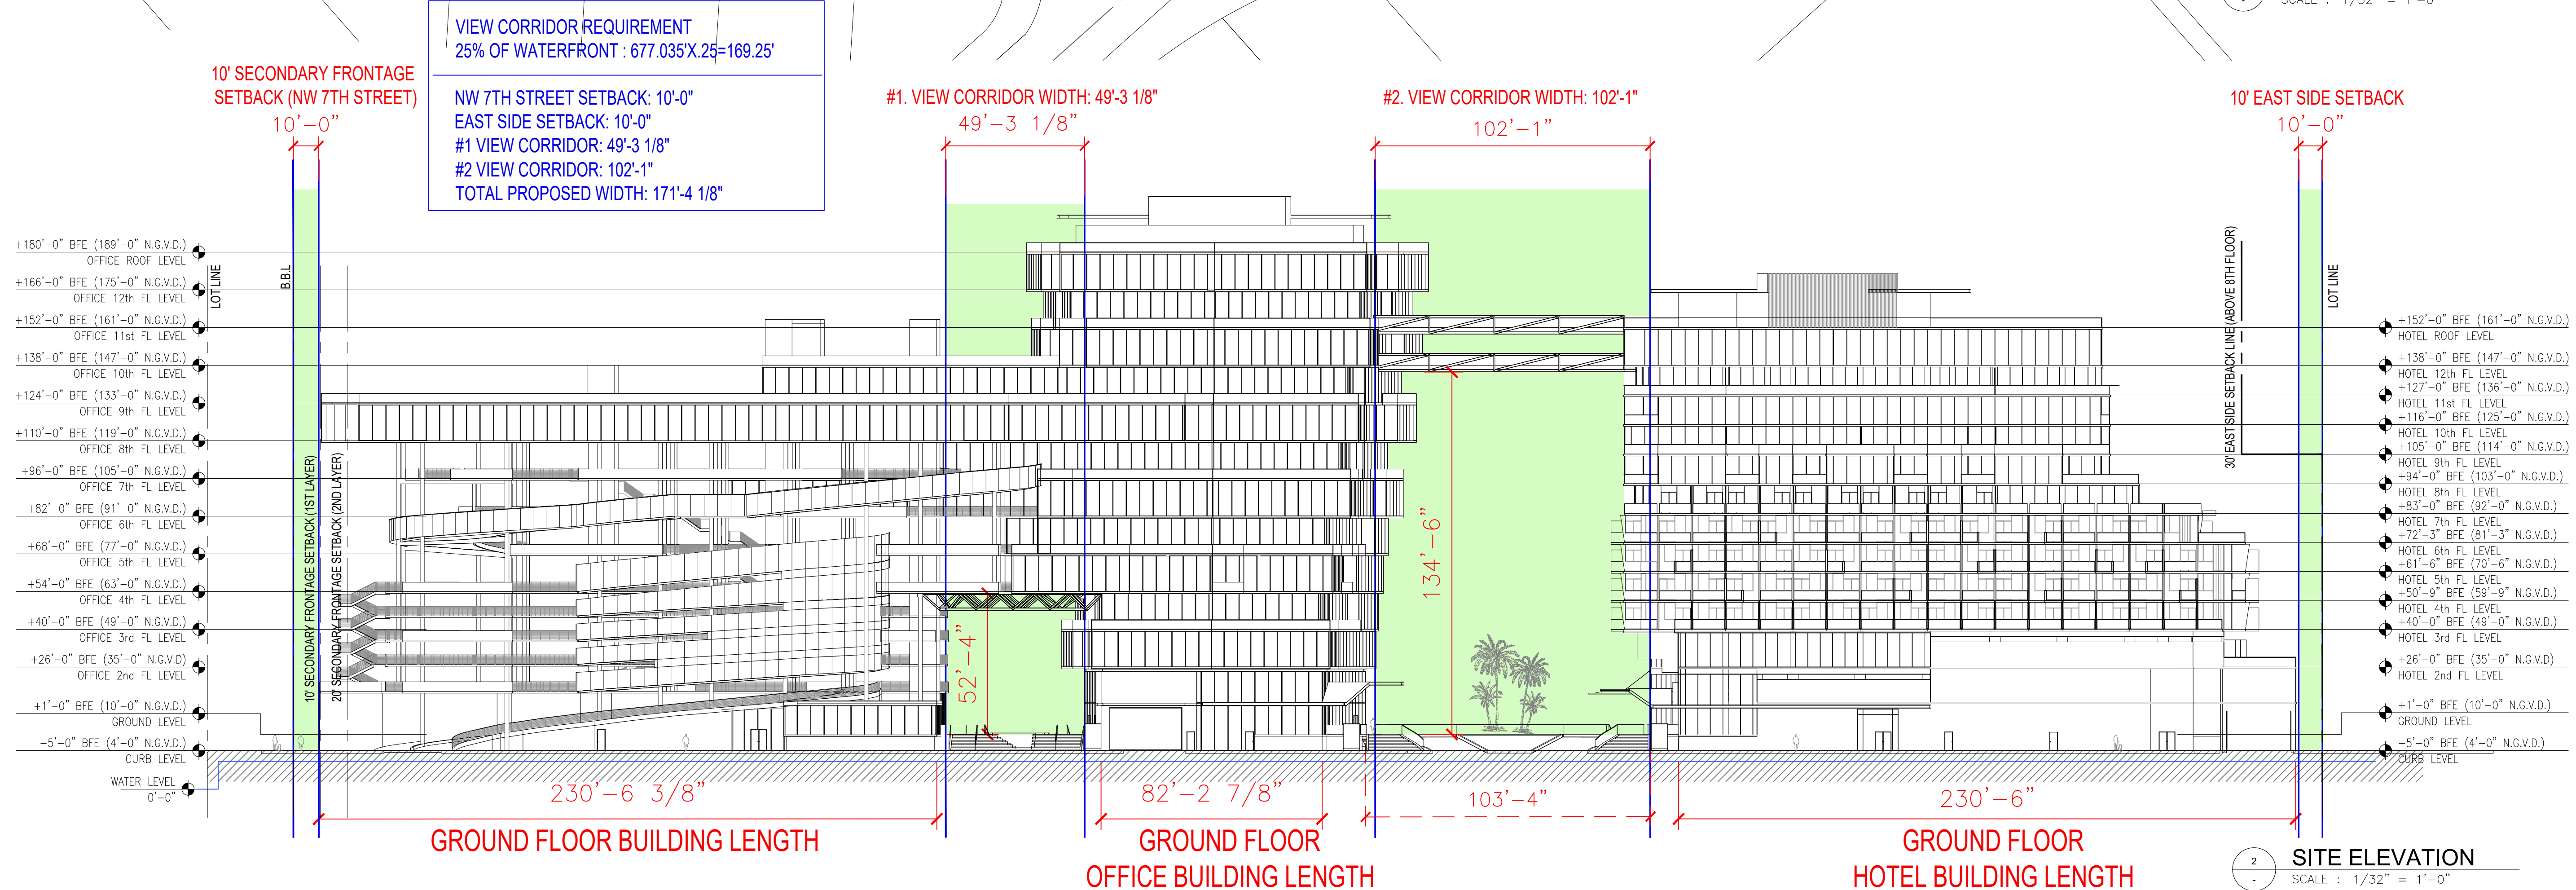 SCALE : 1/32" = 1'-0"
VIEW CORRIDOR REQUIREMENT
25% OF WATERFRONT : 677.035'X.25=169.25'
NW 7TH STREET SETBACK: 10'-0"
EAST SIDE SETBACK: 10'-0"
#1 VIEW CORRIDOR: 49'-3 1/8"
#2 VIEW CORRIDOR: 102'-1"
TOTAL PROPOSED WIDTH: 171'-4 1/8"
10' SECONDARY FRONTAGE
SETBACK (NW 7TH STREET)
10'-0"
#1. VIEW CORRIDOR WIDTH: 49'-3 1/8"
49'-3 1/8"
#2. VIEW CORRIDOR WIDTH: 102'-1"
102'-1"
10' EAST SIDE SETBACK
10'-0"
+180'-0" BFE (189'-0" N.G.V.D.)
OFFICE ROOF LEVEL
+166'-0" BFE (175'-0" N.G.V.D.)
OFFICE 12th FL LEVEL
+152'-0" BFE (161'-0" N.G.V.D.)
OFFICE 11st FL LEVEL
+138'-0" BFE (147'-0" N.G.V.D.)
OFFICE 10th FL LEVEL
+124'-0" BFE (133'-0" N.G.V.D.)
OFFICE 9th FL LEVEL
+110'-0" BFE (119'-0" N.G.V.D.)
OFFICE 8th FL LEVEL
+96'-0" BFE (105'-0" N.G.V.D.)
OFFICE 7th FL LEVEL
+82'-0" BFE (91'-0" N.G.V.D.)
OFFICE 6th FL LEVEL
+68'-0" BFE (77'-0" N.G.V.D.)
OFFICE 5th FL LEVEL
+54'-0" BFE (63'-0" N.G.V.D.)
OFFICE 4th FL LEVEL
+40'-0" BFE (49'-0" N.G.V.D.)
OFFICE 3rd FL LEVEL
+26'-0" BFE (35'-0" N.G.V.D)
OFFICE 2nd FL LEVEL
+1'-0" BFE (10'-0" N.G.V.D.)
GROUND LEVEL
-5'-0" BFE (4'-0" N.G.V.D.)
CURB LEVEL
WATER LEVEL
0'-0"
LOT LINE
B.B.L
10' SECONDARY FRONTAGE SETBACK (1ST LAYER)
20' SECONDARY FRONTAGE SETBACK (2ND LAYER)
52'-4"
134'-6"
30' EAST SIDE SETBACK LINE (ABOVE 8TH FLOOR)
LOT LINE
+152'-0" BFE (161'-0" N.G.V.D.)
HOTEL ROOF LEVEL
+138'-0" BFE (147'-0" N.G.V.D.)
HOTEL 12th FL LEVEL
+127'-0" BFE (136'-0" N.G.V.D.)
HOTEL 11st FL LEVEL
+116'-0" BFE (125'-0" N.G.V.D.)
HOTEL 10th FL LEVEL
+105'-0" BFE (114'-0" N.G.V.D.)
HOTEL 9th FL LEVEL
+94'-0" BFE (103'-0" N.G.V.D.)
HOTEL 8th FL LEVEL
+83'-0" BFE (92'-0" N.G.V.D.)
HOTEL 7th FL LEVEL
+72'-3" BFE (81'-3" N.G.V.D.)
HOTEL 6th FL LEVEL
+61'-6" BFE (70'-6" N.G.V.D.)
HOTEL 5th FL LEVEL
+50'-9" BFE (59'-9" N.G.V.D.)
HOTEL 4th FL LEVEL
+40'-0" BFE (49'-0" N.G.V.D.)
HOTEL 3rd FL LEVEL
+26'-0" BFE (35'-0" N.G.V.D)
HOTEL 2nd FL LEVEL
+1'-0" BFE (10'-0" N.G.V.D.)
GROUND LEVEL
-5'-0" BFE (4'-0" N.G.V.D.)
CURB LEVEL
230'-6 3/8"
GROUND FLOOR BUILDING LENGTH
82'-2 7/8"
GROUND FLOOR
OFFICE BUILDING LENGTH
103'-4"
230'-6"
GROUND FLOOR
HOTEL BUILDING LENGTH
2
-
SITE ELEVATION
SCALE : 1/32" = 1'-0"